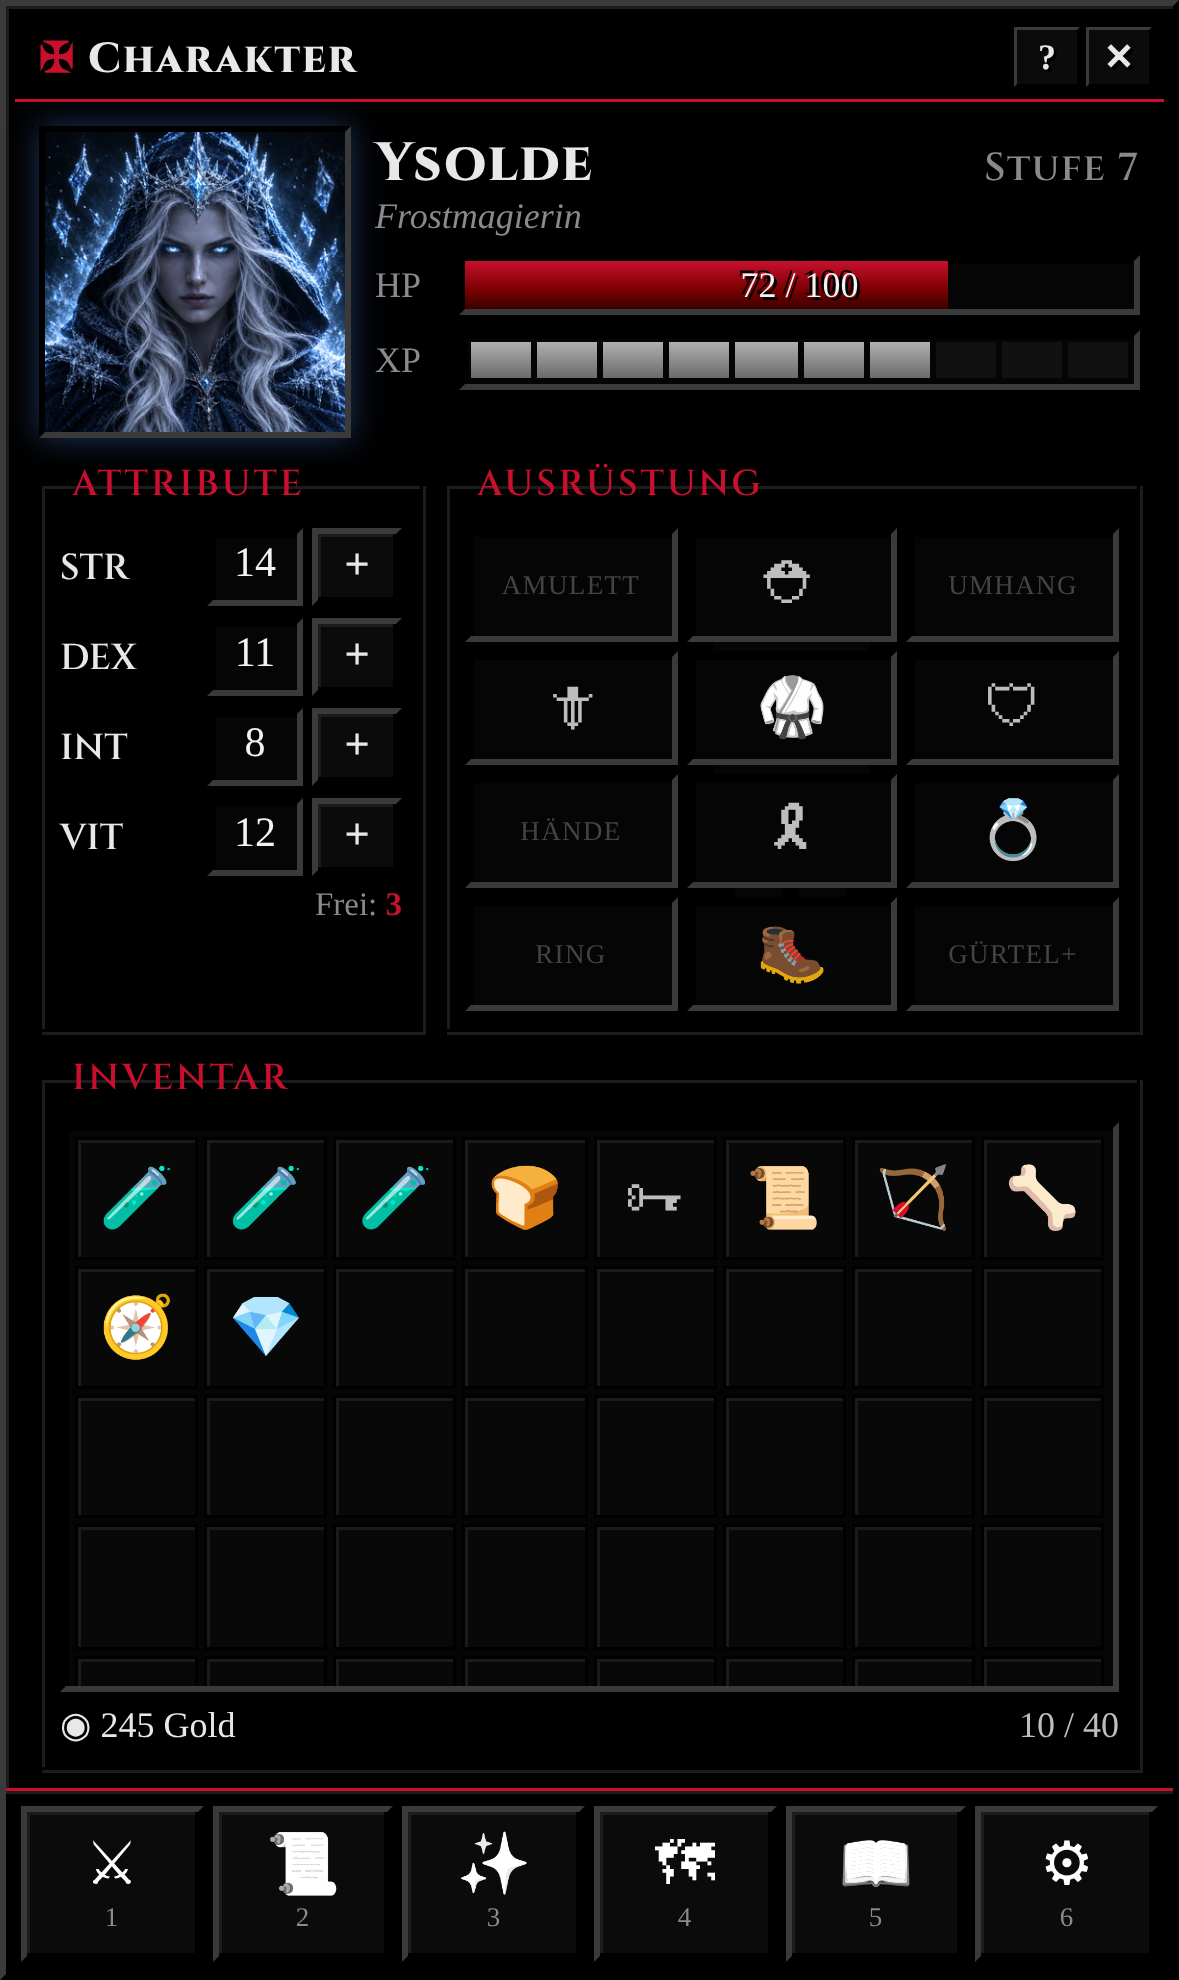 ✠ Charakter ? ✕
Ysolde Stufe 7
Frostmagierin
HP 72 / 100
XP
Attribute Ausrüstung
STR 14 +
DEX 11 +
INT 8 +
VIT 12 +
Frei: 3
AMULETT UMHANG
HÄNDE
RING GÜRTEL+
Inventar
◉ 245 Gold 10 / 40
1 2 3 4 5 6